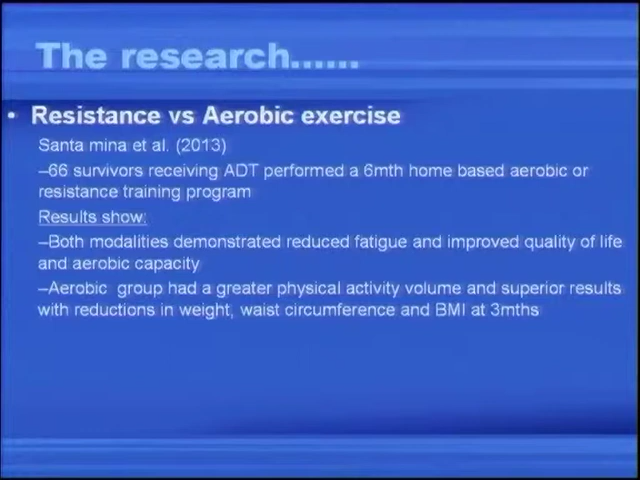 The research......
• Resistance vs Aerobic exercise
Santa mina et al. (2013)
–66 survivors receiving ADT performed a 6mth home based aerobic or
resistance training program
Results show:
–Both modalities demonstrated reduced fatigue and improved quality of life
and aerobic capacity
–Aerobic group had a greater physical activity volume and superior results
with reductions in weight, waist circumference and BMI at 3mths